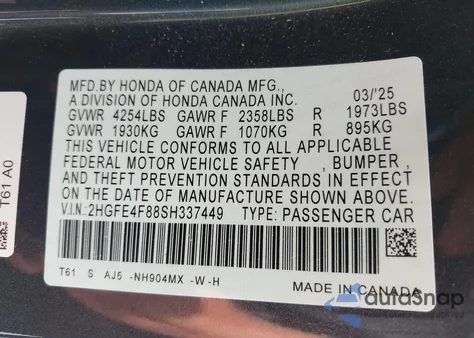 MFD.BY HONDA OF CANADA MFG.,
A DIVISION OF HONDA CANADA INC. 03/'25
GVWR 4254LBS GAWR F 2358LBS R 1973LBS
GVWR 1930KG GAWR F 1070KG R 895KG
THIS VEHICLE CONFORMS TO ALL APPLICABLE
FEDERAL MOTOR VEHICLE SAFETY , BUMPER ,
AND THEFT PREVENTION STANDARDS IN EFFECT
ON THE DATE OF MANUFACTURE SHOWN ABOVE.
V.I.N.:2HGFE4F88SH337449 TYPE: PASSENGER CAR
T61 S AJ5 -NH904MX -W-H
MADE IN CANADA
T61 A0
autoSnap